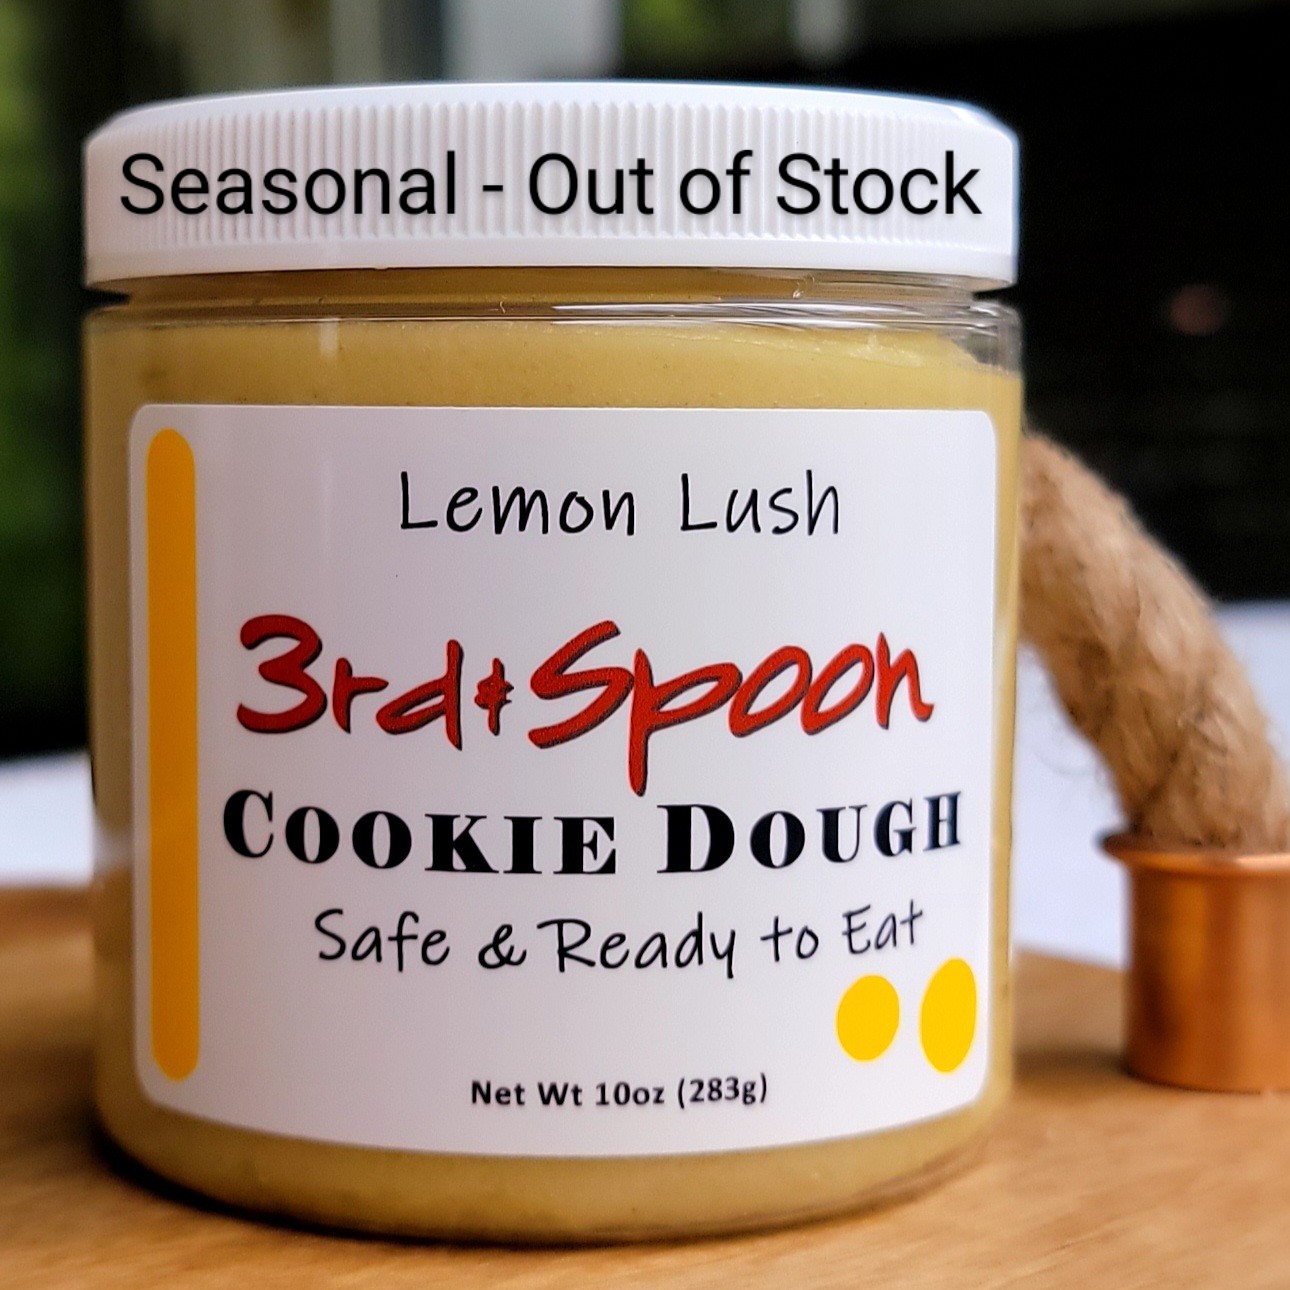 Seasonal - Out of Stock
Lemon Lush
3rd & Spoon
COOKIE DOUGH
Safe & Ready to Eat
Net Wt 10oz (283g)